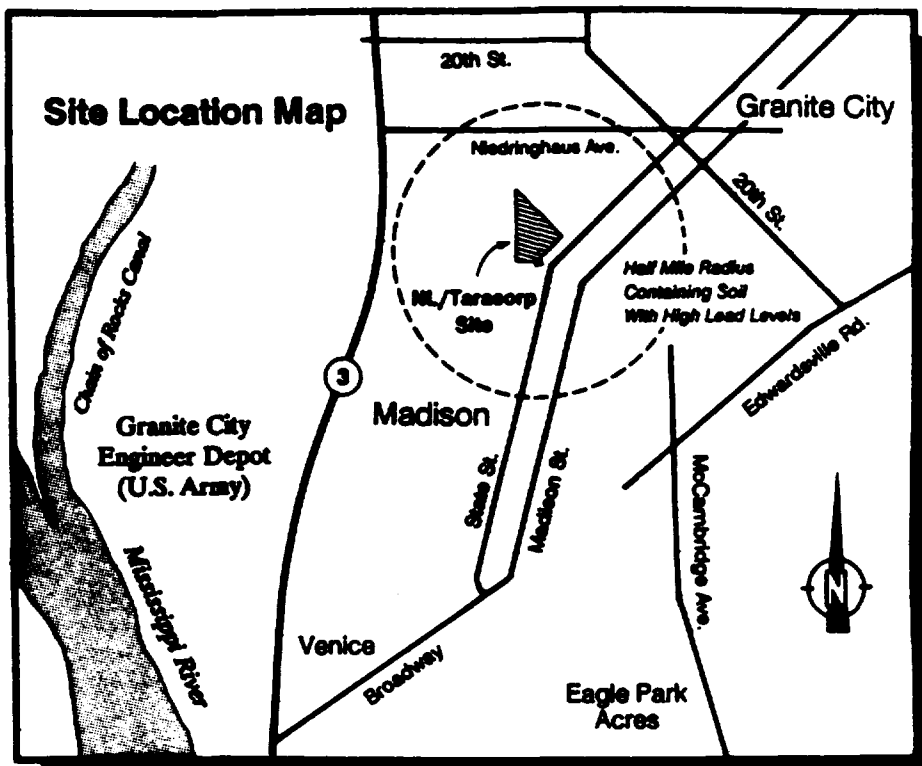 Site Location Map
20th St.
Granite City
Niedringhaus Ave.
20th St.
NL/Taracorp
Site
Half Mile Radius
Containing Soil
With High Lead Levels
Chain of Rocks Canal
3
Edwardsville Rd.
Madison
Granite City
Engineer Depot
(U.S. Army)
State St.
Madison St.
McCambridge Ave.
Mississippi River
N
Venice
Broadway
Eagle Park
Acres